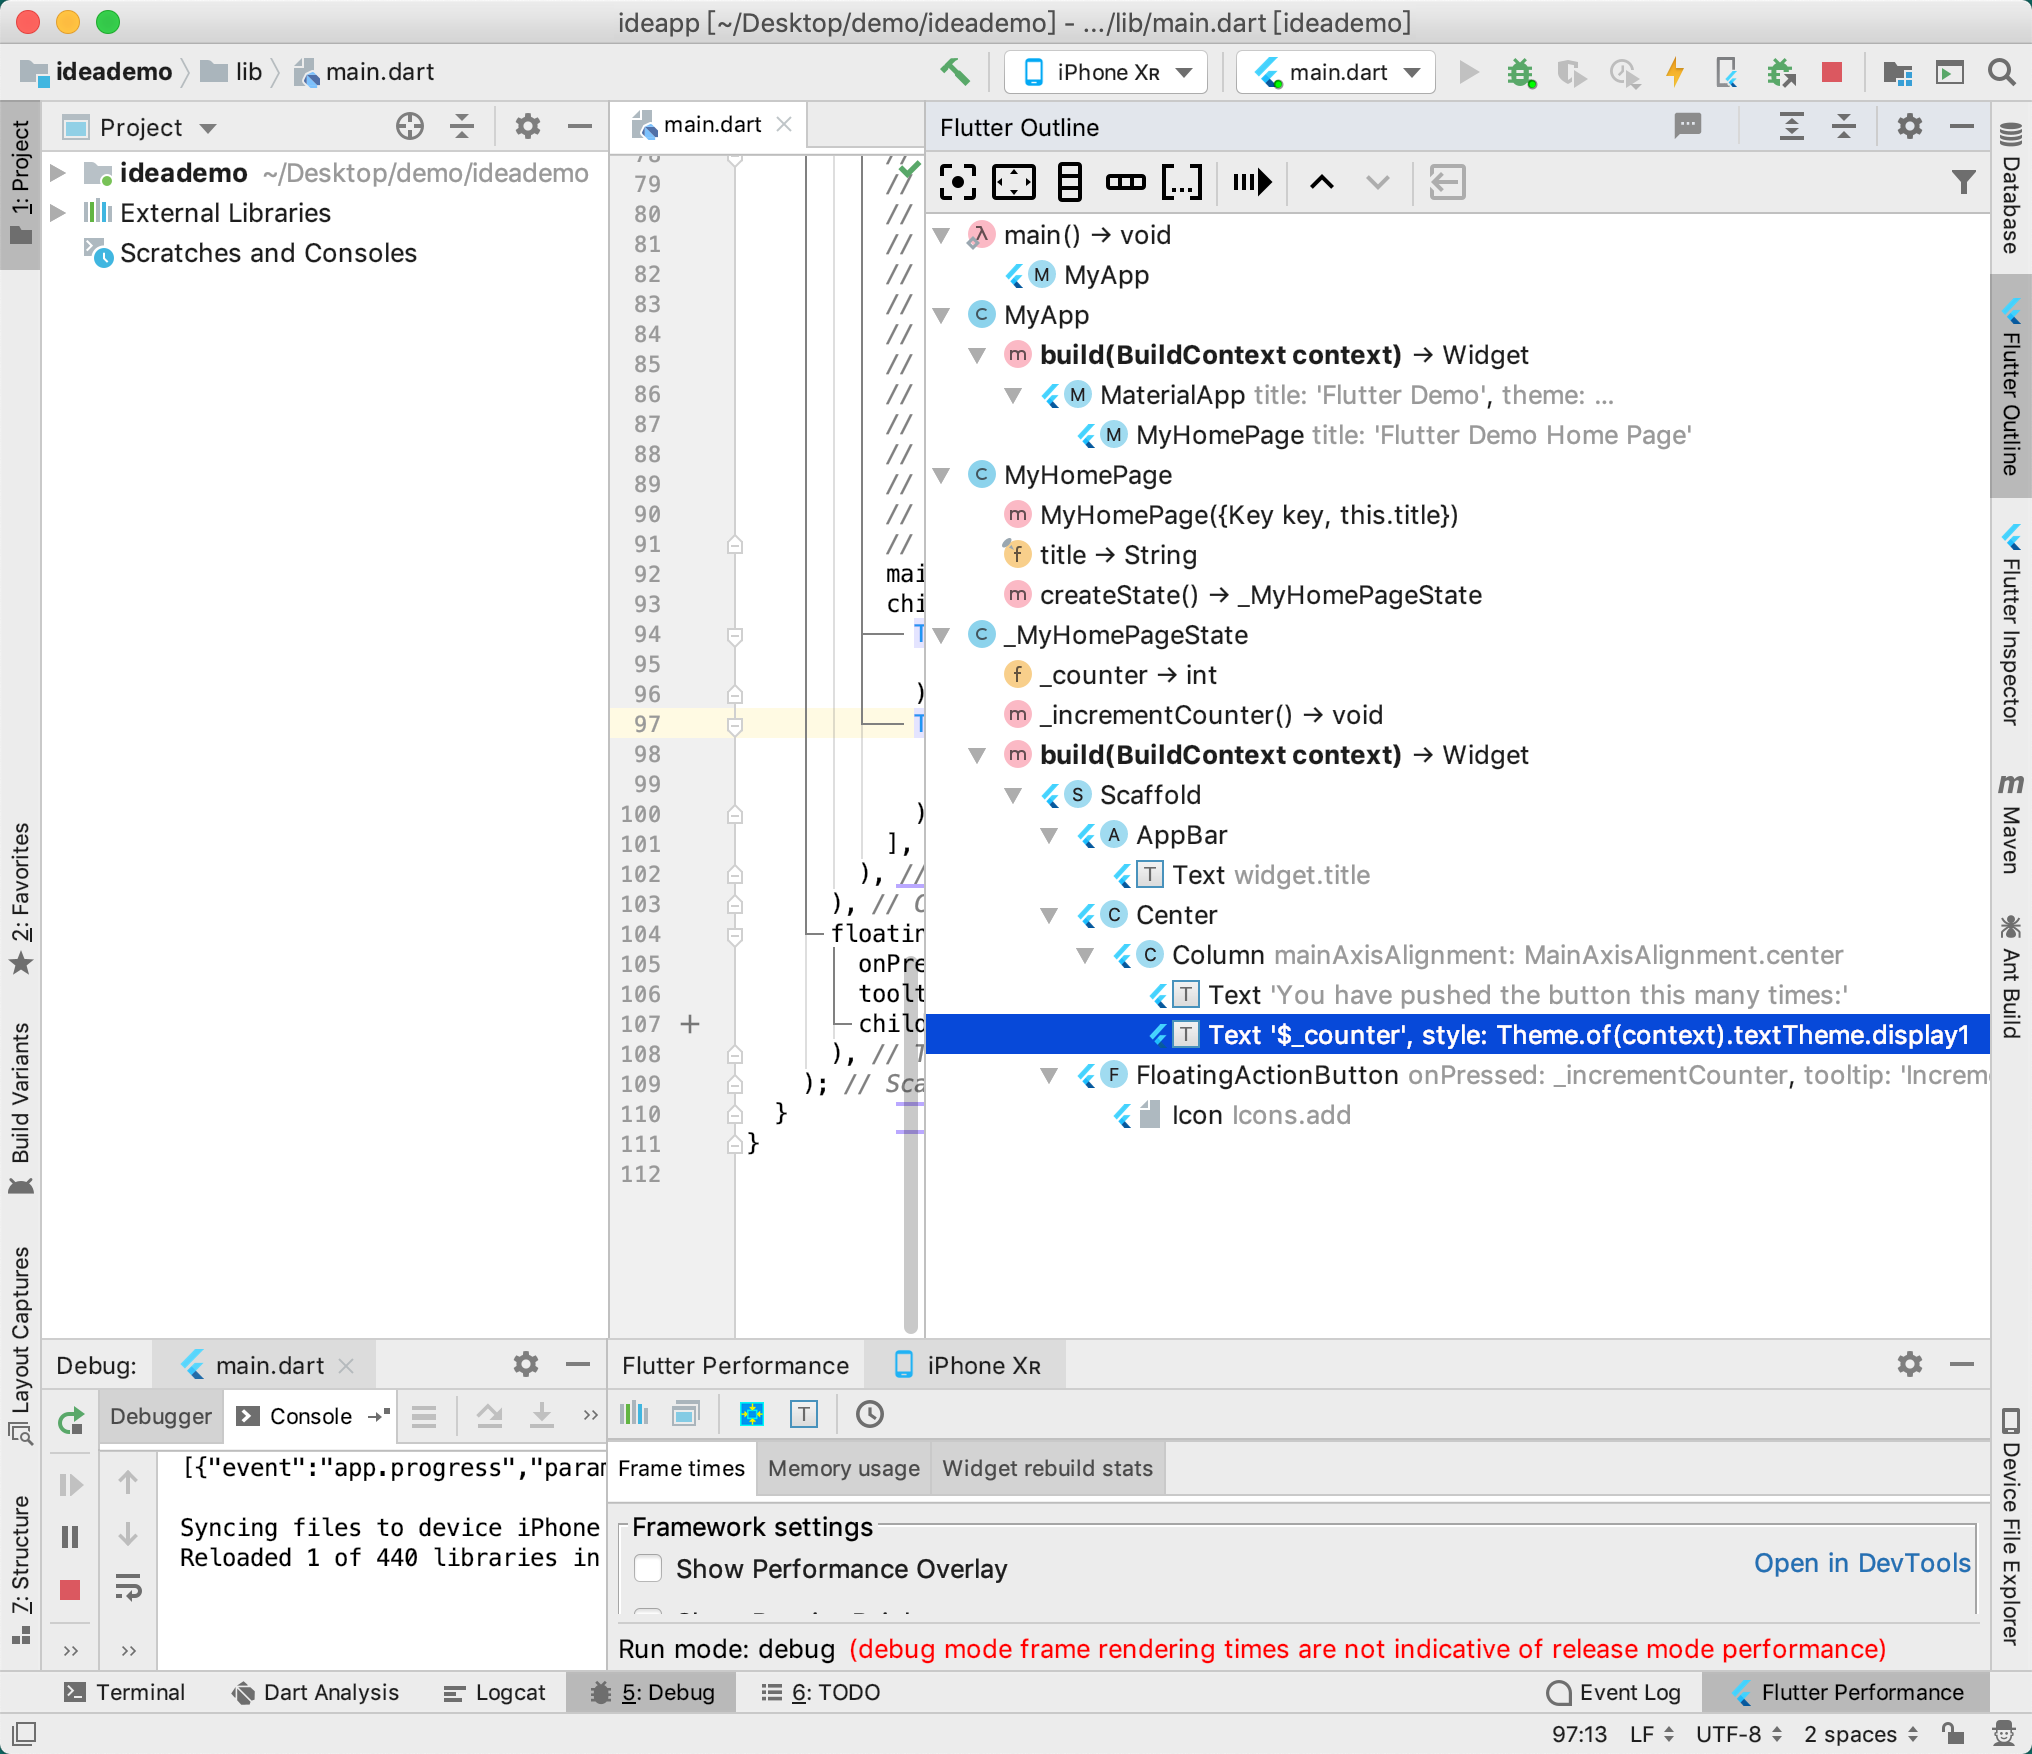 ideapp [~/Desktop/demo/ideademo] - .../lib/main.dart [ideademo]
ideademo lib main.dart
iPhone XR
main.dart
1: Project
2: Favorites
Build Variants
Layout Captures
7: Structure
Project
ideademo ~/Desktop/demo/ideademo
External Libraries
Scratches and Consoles
main.dart
79 //
80 //
81 //
82 //
83 //
84 //
85 //
86 //
87 //
88 //
89 //
90 //
91 //
92 mai
93 chi
94 T
95
96 )
97 T
98
99
100 )
101 ],
102 ), //
103 ), // C
104 floatin
105 onPre
106 toolt
107 child
108 ), // T
109 ); // Sca
110 }
111 }
112
Flutter Outline
main() → void
MyApp
MyApp
build(BuildContext context) → Widget
MaterialApp title: 'Flutter Demo', theme: ...
MyHomePage title: 'Flutter Demo Home Page'
MyHomePage
MyHomePage({Key key, this.title})
title → String
createState() → _MyHomePageState
_MyHomePageState
_counter → int
_incrementCounter() → void
build(BuildContext context) → Widget
Scaffold
AppBar
Text widget.title
Center
Column mainAxisAlignment: MainAxisAlignment.center
Text 'You have pushed the button this many times:'
Text '$_counter', style: Theme.of(context).textTheme.display1
FloatingActionButton onPressed: _incrementCounter, tooltip: 'Increm
Icon Icons.add
Database
Flutter Outline
Flutter Inspector
Maven
Ant Build
Device File Explorer
Debug: main.dart
Debugger Console
[{"event":"app.progress","param
Syncing files to device iPhone
Reloaded 1 of 440 libraries in
Flutter Performance iPhone XR
Frame times Memory usage Widget rebuild stats
Framework settings
Show Performance Overlay
Open in DevTools
Run mode: debug (debug mode frame rendering times are not indicative of release mode performance)
Terminal Dart Analysis Logcat 5: Debug 6: TODO
Event Log Flutter Performance
97:13 LF UTF-8 2 spaces